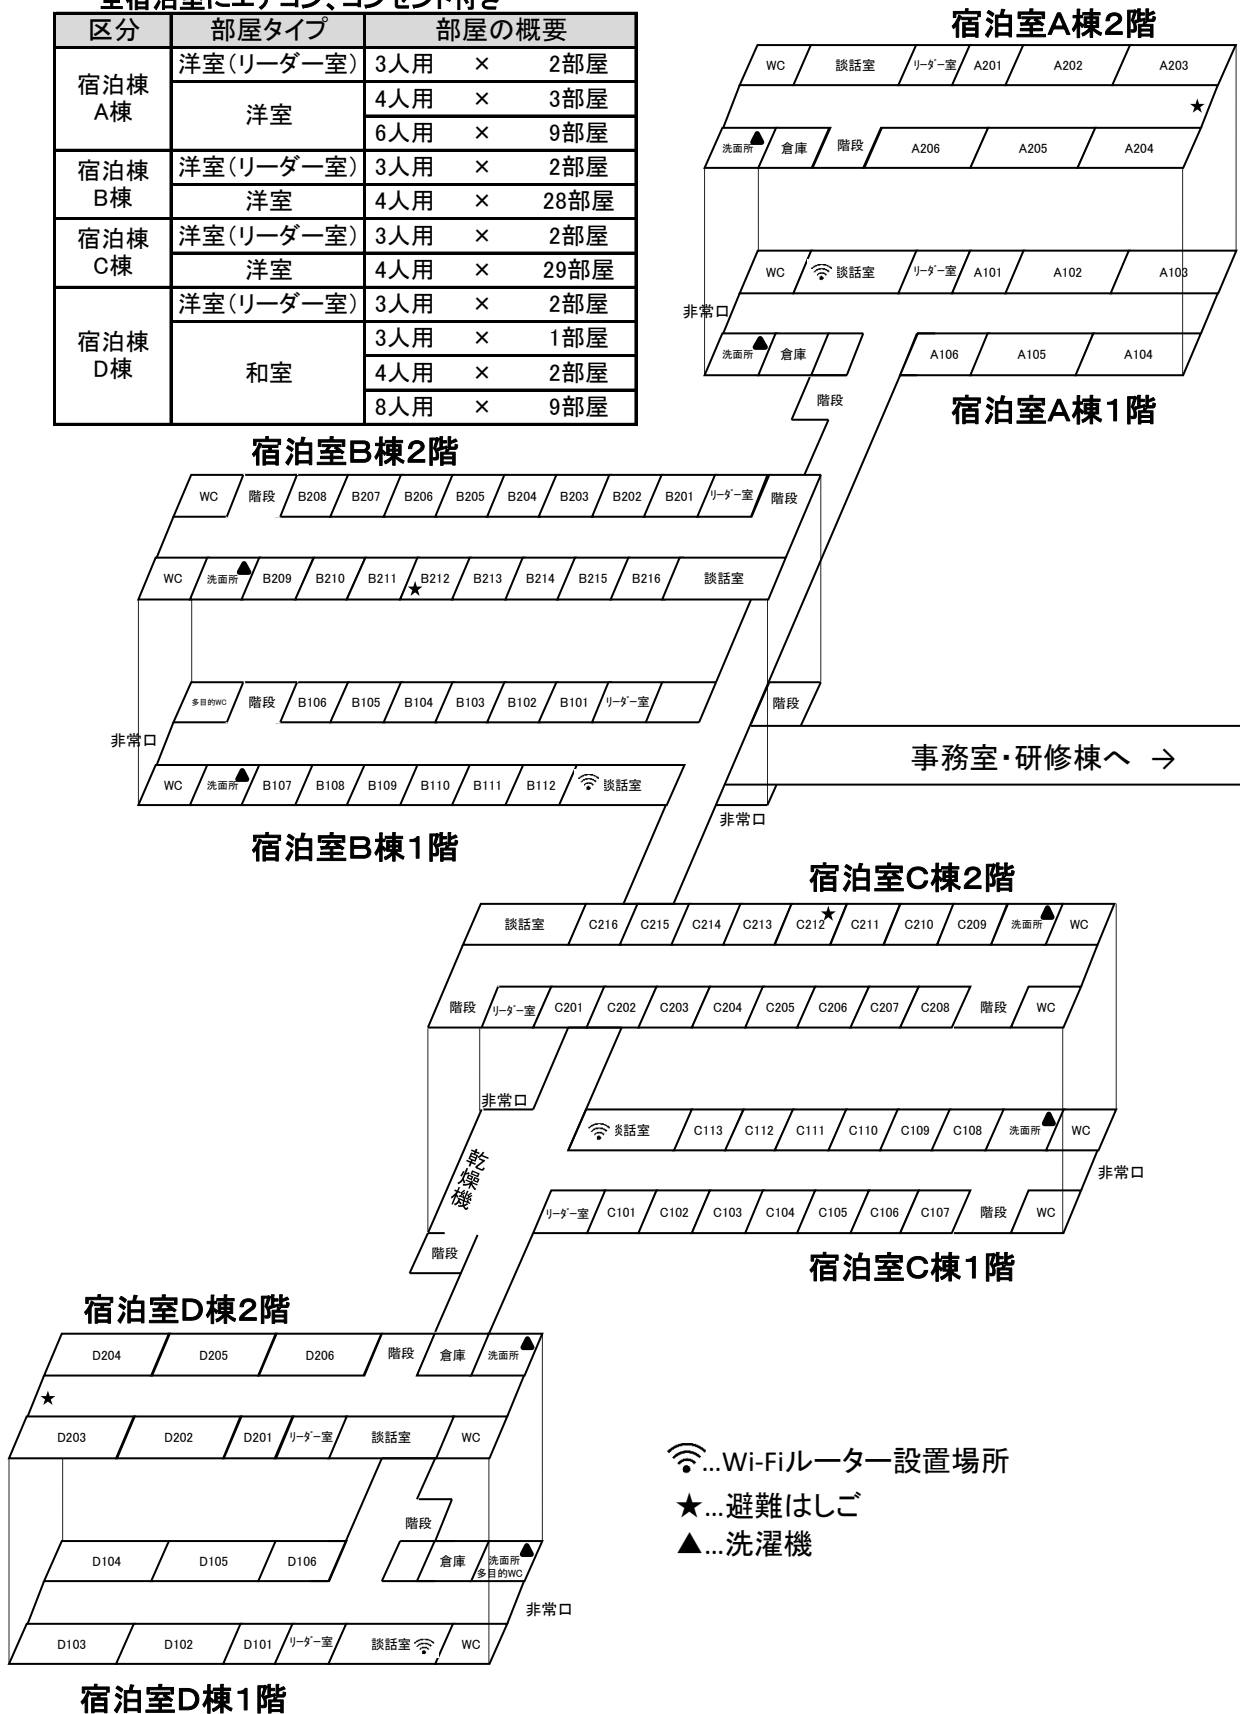 全宿泊室にエアコン、コンセント付き
区分 部屋タイプ 部屋の概要
宿泊棟 A棟 洋室(リーダー室) 3人用 × 2部屋
洋室 4人用 × 3部屋
6人用 × 9部屋
宿泊棟 B棟 洋室(リーダー室) 3人用 × 2部屋
洋室 4人用 × 28部屋
宿泊棟 C棟 洋室(リーダー室) 3人用 × 2部屋
洋室 4人用 × 29部屋
宿泊棟 D棟 洋室(リーダー室) 3人用 × 2部屋
和室 3人用 × 1部屋
4人用 × 2部屋
8人用 × 9部屋
宿泊室A棟2階
WC 談話室 リーダー室 A201 A202 A203
★
洗面所 ▲ 倉庫 階段 A206 A205 A204
WC 談話室 リーダー室 A101 A102 A103
非常口
洗面所 ▲ 倉庫 A106 A105 A104
階段
宿泊室A棟1階
宿泊室B棟2階
WC 階段 B208 B207 B206 B205 B204 B203 B202 B201 リーダー室 階段
WC 洗面所 ▲ B209 B210 B211 B212 B213 B214 B215 B216 談話室
★
多目的WC 階段 B106 B105 B104 B103 B102 B101 リーダー室 階段
非常口
事務室・研修棟へ →
WC 洗面所 ▲ B107 B108 B109 B110 B111 B112 談話室
非常口
宿泊室B棟1階
宿泊室C棟2階
談話室 C216 C215 C214 C213 C212 ★ C211 C210 C209 洗面所 ▲ WC
階段 リーダー室 C201 C202 C203 C204 C205 C206 C207 C208 階段 WC
非常口
談話室 C113 C112 C111 C110 C109 C108 洗面所 ▲ WC
乾燥機
非常口
リーダー室 C101 C102 C103 C104 C105 C106 C107 階段 WC
階段
宿泊室C棟1階
宿泊室D棟2階
D204 D205 D206 階段 倉庫 洗面所 ▲
★
D203 D202 D201 リーダー室 談話室 WC
階段
D104 D105 D106 倉庫 洗面所 ▲
多目的WC
非常口
D103 D102 D101 リーダー室 談話室 WC
宿泊室D棟1階
...Wi-Fiルーター設置場所
★...避難はしご
▲...洗濯機